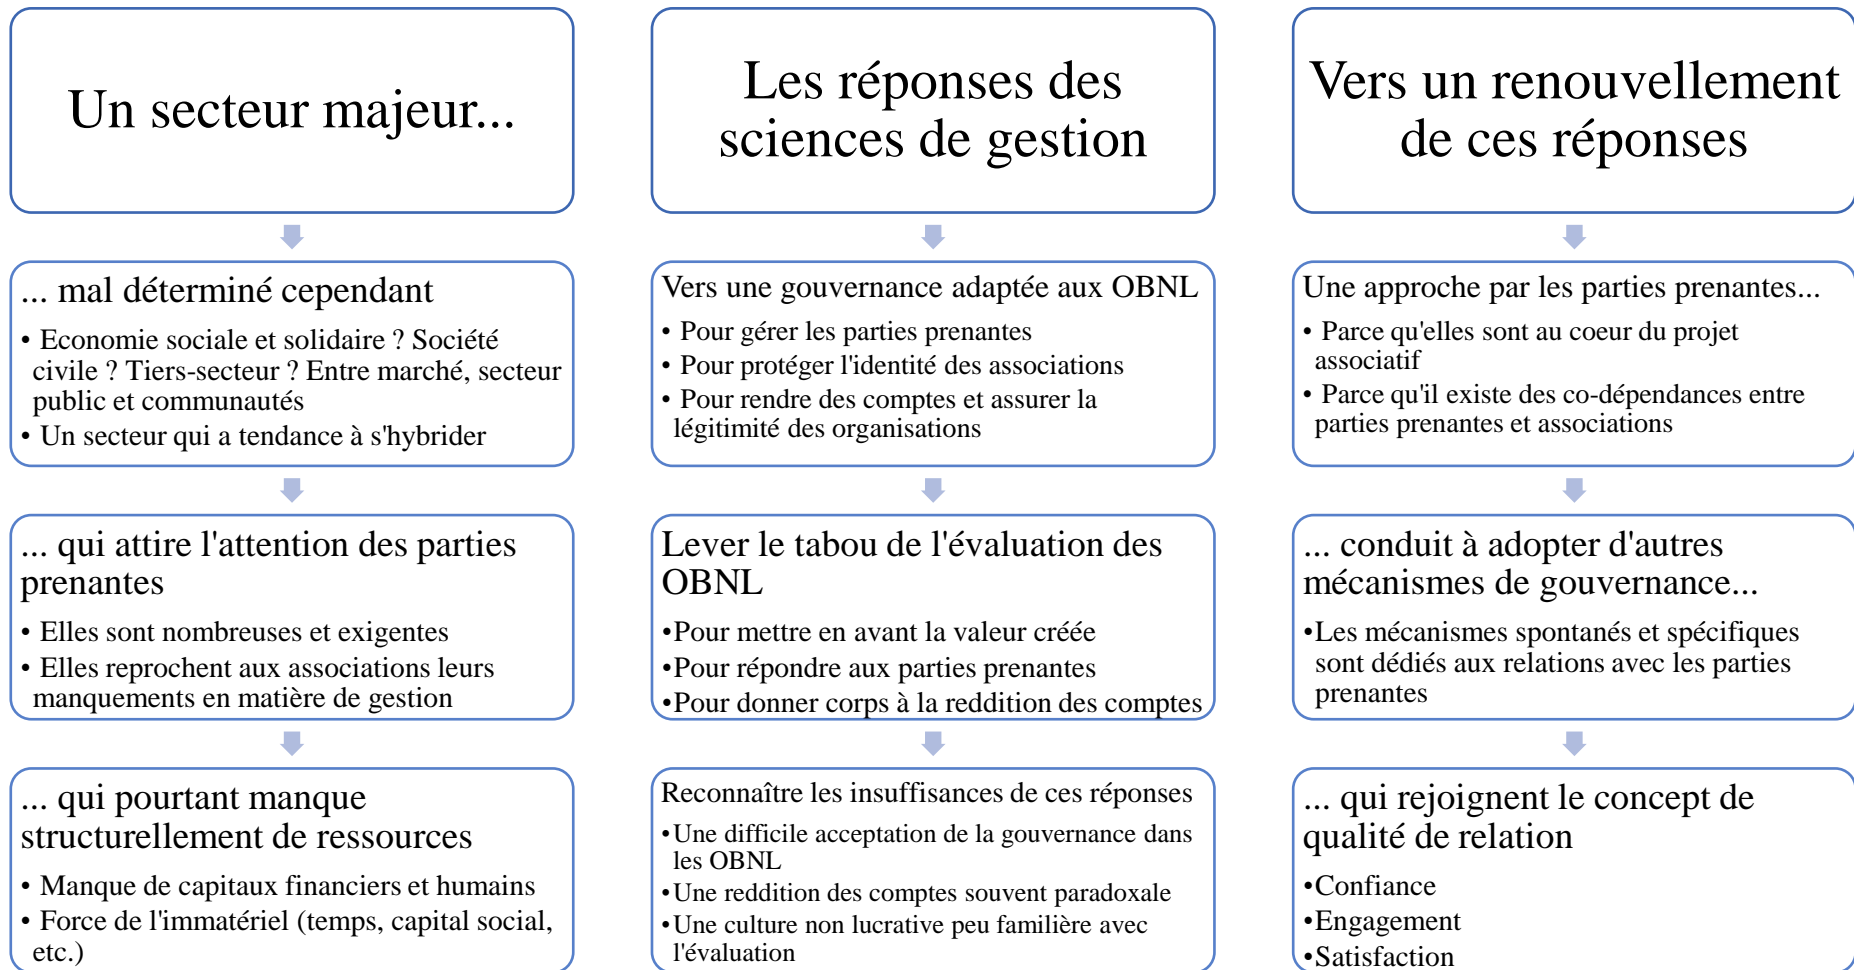 Un secteur majeur...
... mal déterminé cependant
• Economie sociale et solidaire ? Société
civile ? Tiers-secteur ? Entre marché, secteur
public et communautés
• Un secteur qui a tendance à s'hybrider
... qui attire l'attention des parties
prenantes
• Elles sont nombreuses et exigentes
• Elles reprochent aux associations leurs
manquements en matière de gestion
... qui pourtant manque
structurellement de ressources
• Manque de capitaux financiers et humains
• Force de l'immatériel (temps, capital social,
etc.)
Les réponses des
sciences de gestion
Vers une gouvernance adaptée aux OBNL
• Pour gérer les parties prenantes
• Pour protéger l'identité des associations
• Pour rendre des comptes et assurer la
légitimité des organisations
Lever le tabou de l'évaluation des
OBNL
•Pour mettre en avant la valeur créée
•Pour répondre aux parties prenantes
•Pour donner corps à la reddition des comptes
Reconnaître les insuffisances de ces réponses
•Une difficile acceptation de la gouvernance dans
les OBNL
•Une reddition des comptes souvent paradoxale
•Une culture non lucrative peu familière avec
l'évaluation
Vers un renouvellement
de ces réponses
Une approche par les parties prenantes...
• Parce qu'elles sont au coeur du projet
associatif
• Parce qu'il existe des co-dépendances entre
parties prenantes et associations
... conduit à adopter d'autres
mécanismes de gouvernance...
•Les mécanismes spontanés et spécifiques
sont dédiés aux relations avec les parties
prenantes
... qui rejoignent le concept de
qualité de relation
•Confiance
•Engagement
•Satisfaction